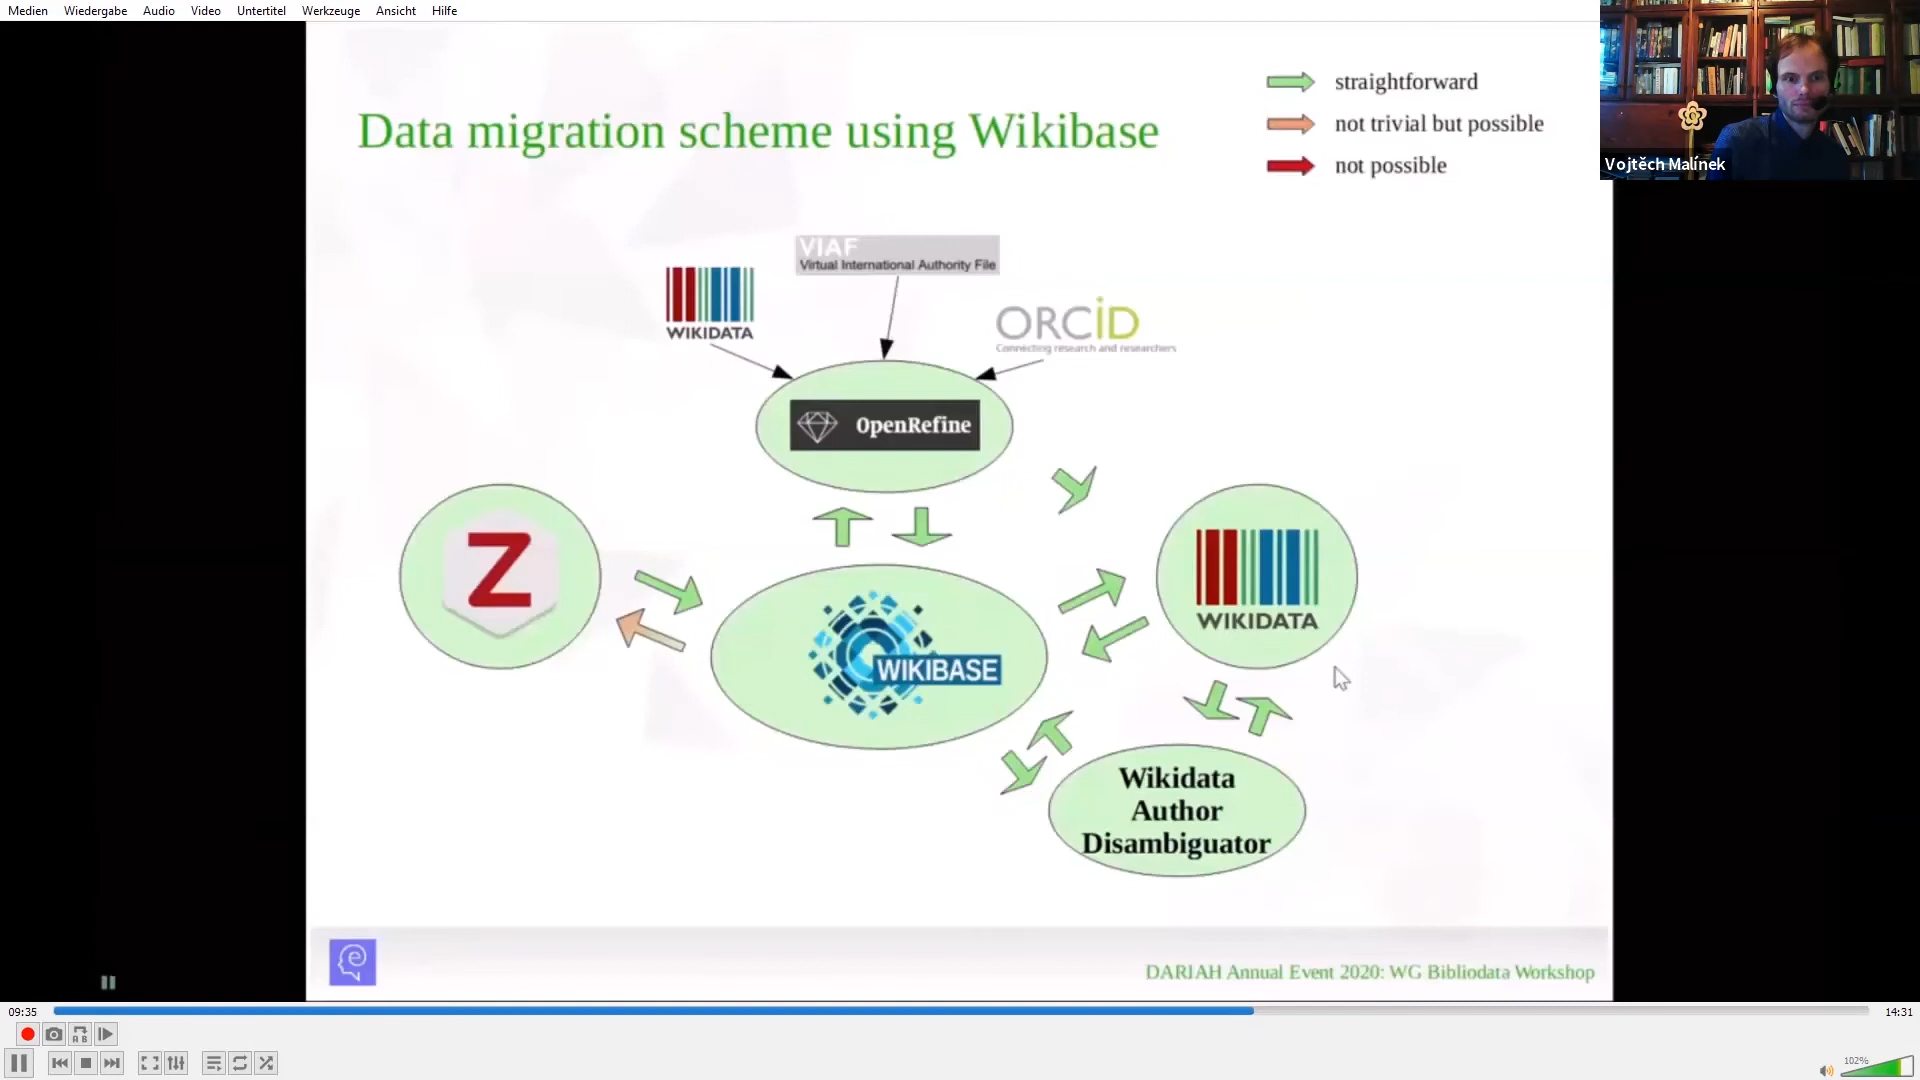 Medien Wiedergabe Audio Video Untertitel Werkzeuge Ansicht Hilfe
Data migration scheme using Wikibase
straightforward
not trivial but possible
not possible
Vojtěch Malínek
VIAF
Virtual International Authority File
WIKIDATA
ORCiD
Connecting research and researchers
OpenRefine
Z
WIKIBASE
WIKIDATA
Wikidata
Author
Disambiguator
DARIAH Annual Event 2020: WG Bibliodata Workshop
09:35
14:31
A B
102%